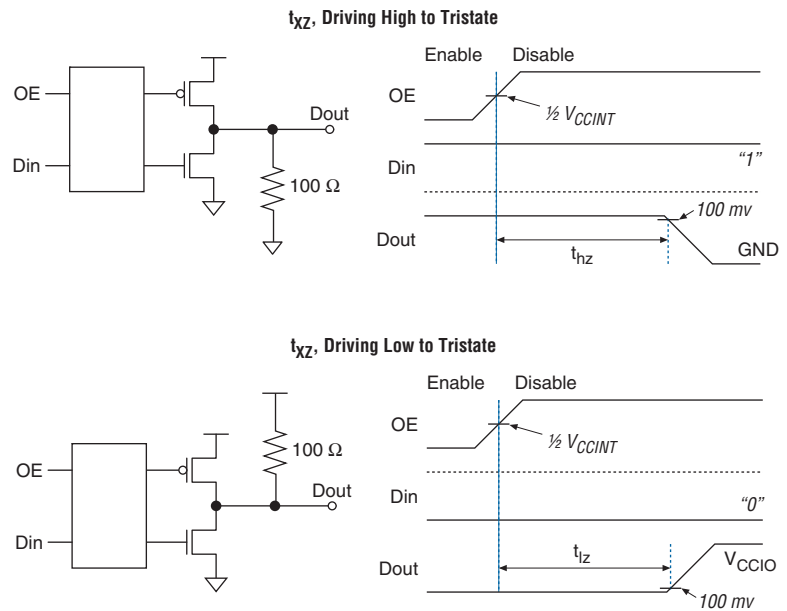 tXZ, Driving High to Tristate
Enable Disable
OE
½ VCCINT
OE
Dout
Din
"1"
Din
100 Ω
100 mv
Dout
GND
thz
tXZ, Driving Low to Tristate
Enable Disable
OE
½ VCCINT
100 Ω
OE
Dout
Din
"0"
Din
tlz
Dout
VCCIO
100 mv